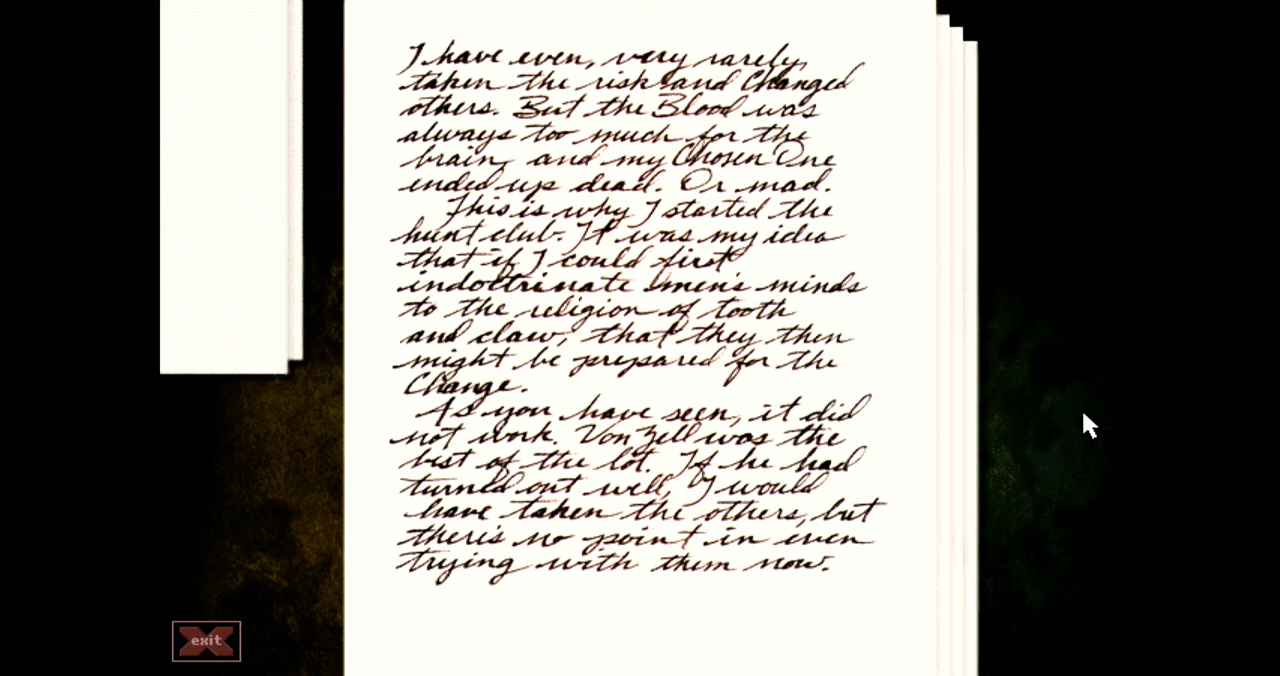 I have even, very rarely,
taken the risk and Changed
others. But the Blood was
always too much for the
brain, and my Chosen One
ended up dead. Or mad.
This is why I started the
hunt club. It was my idea
that if I could first
indoctrinate men's minds
to the religion of tooth
and claw, that they then
might be prepared for the
Change.
As you have seen, it did
not work. Von Zell was the
best of the lot. If he had
turned out well, I would
have taken the others, but
there's no point in even
trying with them now.
exit